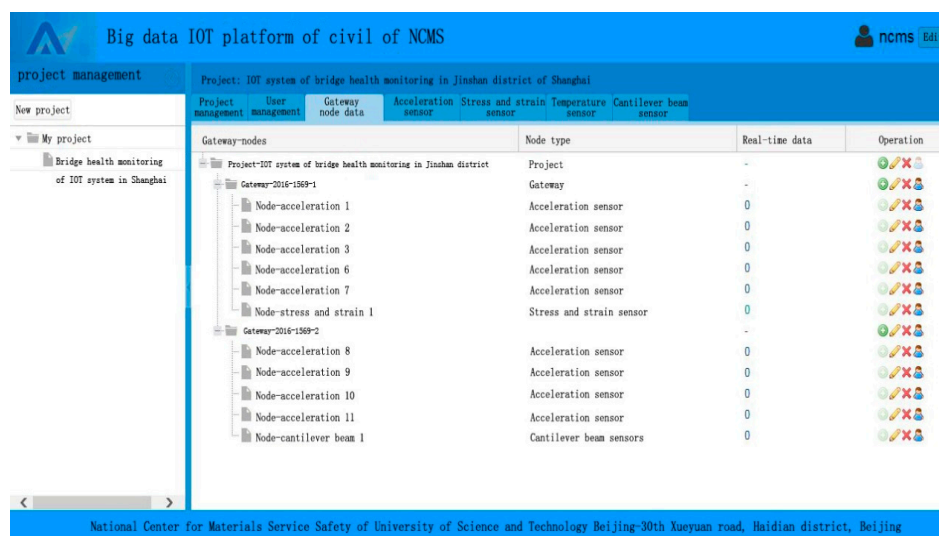 Big data IOT platform of civil of NCMS
ncms Edi
project management
Project: IOT system of bridge health monitoring in Jinshan district of Shanghai
New project
Project management User management Gateway node data Acceleration sensor Stress and strain sensor Temperature sensor Cantilever beam sensor
My project
Bridge health monitoring
of IOT system in Shanghai
Gateway-nodes Node type Real-time data Operation
Project-IOT system of bridge health monitoring in Jinshan district Project -
Gateway-2016-1569-1 Gateway -
Node-acceleration 1 Acceleration sensor 0
Node-acceleration 2 Acceleration sensor 0
Node-acceleration 3 Acceleration sensor 0
Node-acceleration 6 Acceleration sensor 0
Node-acceleration 7 Acceleration sensor 0
Node-stress and strain 1 Stress and strain sensor 0
Gateway-2016-1569-2 -
Node-acceleration 8 Acceleration sensor 0
Node-acceleration 9 Acceleration sensor 0
Node-acceleration 10 Acceleration sensor 0
Node-acceleration 11 Acceleration sensor 0
Node-cantilever beam 1 Cantilever beam sensors 0
National Center for Materials Service Safety of University of Science and Technology Beijing-30th Xueyuan road, Haidian district, Beijing